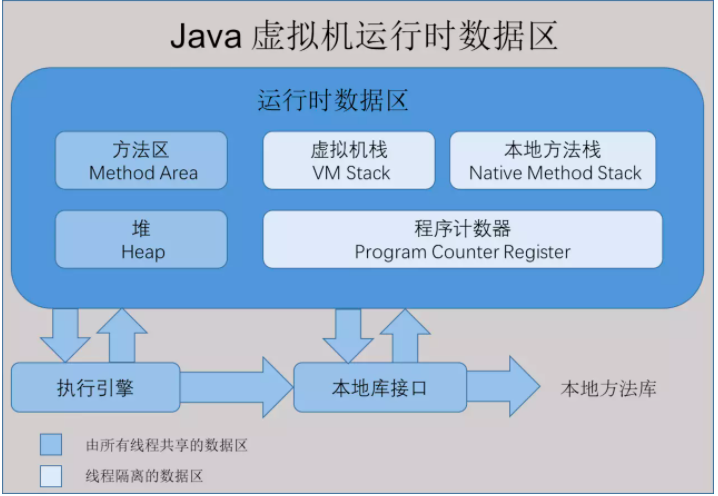 Java 虚拟机运行时数据区
运行时数据区
方法区
Method Area
虚拟机栈
VM Stack
本地方法栈
Native Method Stack
堆
Heap
程序计数器
Program Counter Register
执行引擎
本地库接口
本地方法库
由所有线程共享的数据区
线程隔离的数据区